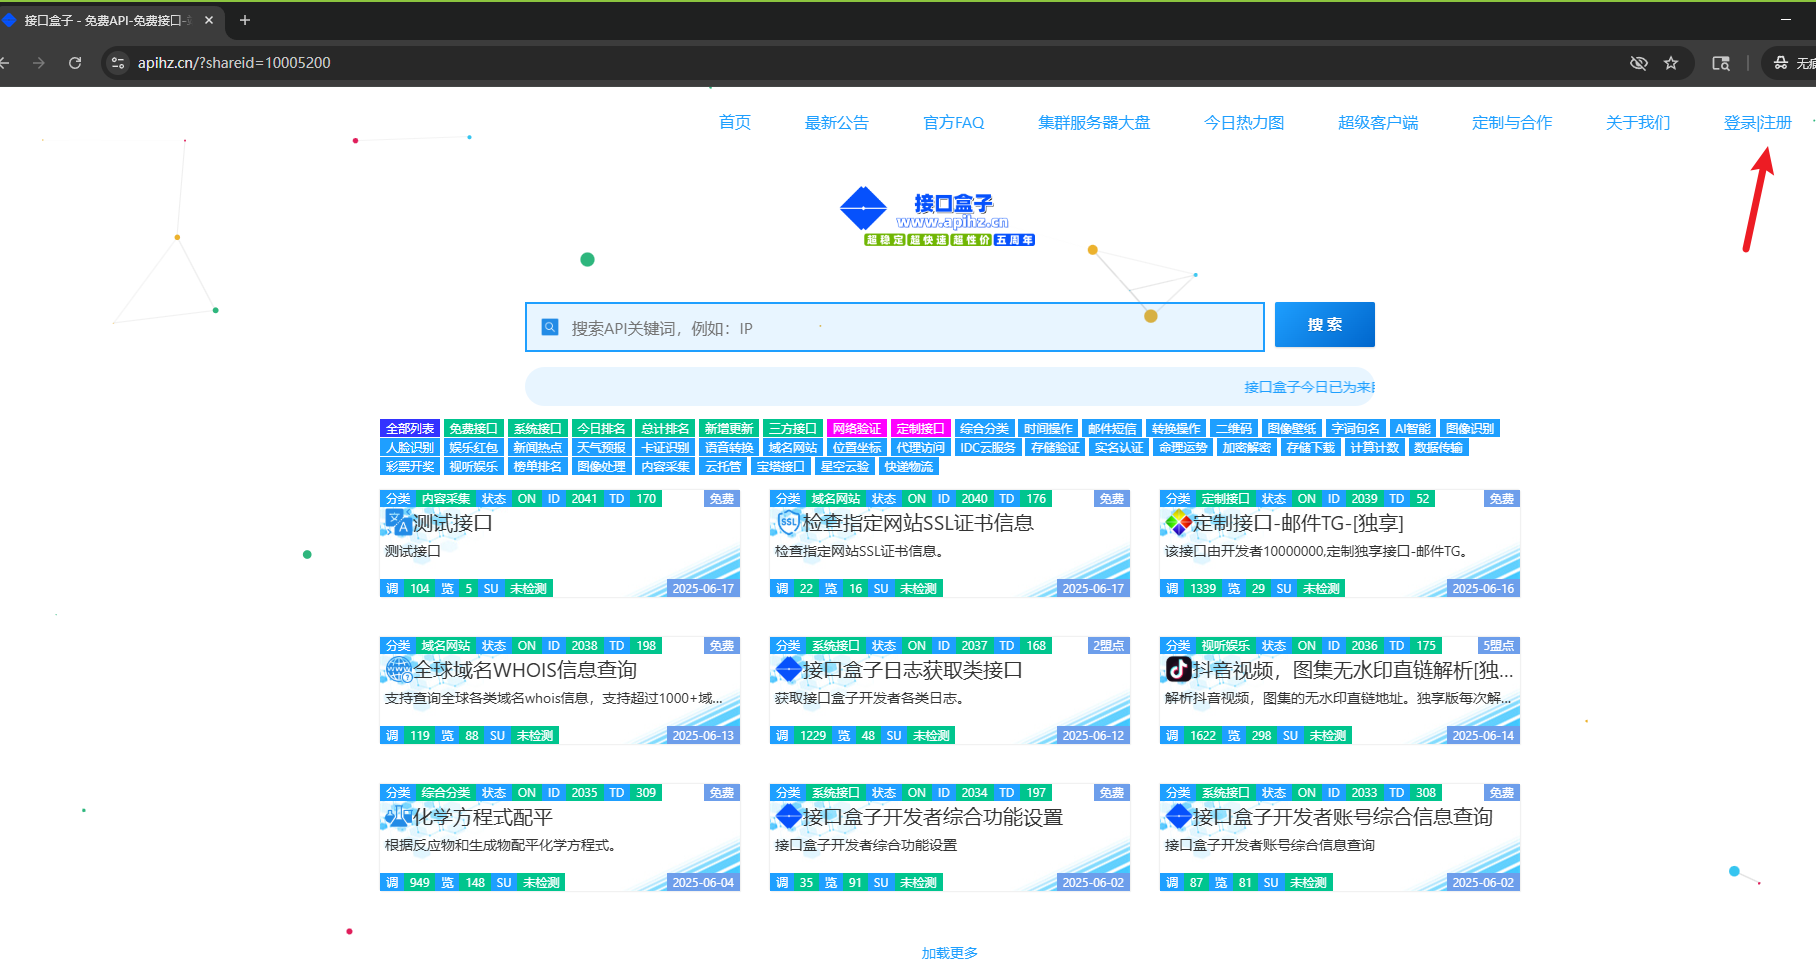 接口盒子 - 免费API-免费接口-
apihz.cn/?shareid=10005200
首页 最新公告 官方FAQ 集群服务器大盘 今日热力图 超级客户端 定制与合作 关于我们 登录|注册
接口盒子
www.apihz.cn
超稳定 超快速 超性价 五周年
搜索API关键词，例如：IP
搜 索
接口盒子今日已为来
全部列表 免费接口 系统接口 今日排名 总计排名 新增更新 三方接口 网络验证 定制接口 综合分类 时间操作 邮件短信 转换操作 二维码 图像壁纸 字词句名 AI智能 图像识别
人脸识别 娱乐红包 新闻热点 天气预报 卡证识别 语音转换 域名网站 位置坐标 代理访问 IDC云服务 存储验证 实名认证 命理运势 加密解密 存储下载 计算计数 数据传输
彩票开奖 视听娱乐 榜单排名 图像处理 内容采集 云托管 宝塔接口 星空云验 快递物流
分类 内容采集 状态 ON ID 2041 TD 170 免费
测试接口
测试接口
调 104 览 5 SU 未检测 2025-06-17
分类 域名网站 状态 ON ID 2040 TD 176 免费
检查指定网站SSL证书信息
检查指定网站SSL证书信息。
调 22 览 16 SU 未检测 2025-06-17
分类 定制接口 状态 ON ID 2039 TD 52 免费
定制接口-邮件TG-[独享]
该接口由开发者10000000,定制独享接口-邮件TG。
调 1339 览 29 SU 未检测 2025-06-16
分类 域名网站 状态 ON ID 2038 TD 198 免费
全球域名WHOIS信息查询
支持查询全球各类域名whois信息，支持超过1000+域...
调 119 览 88 SU 未检测 2025-06-13
分类 系统接口 状态 ON ID 2037 TD 168 2盟点
接口盒子日志获取类接口
获取接口盒子开发者各类日志。
调 1229 览 48 SU 未检测 2025-06-12
分类 视听娱乐 状态 ON ID 2036 TD 175 5盟点
抖音视频，图集无水印直链解析[独...
解析抖音视频，图集的无水印直链地址。独享版每次解...
调 1622 览 298 SU 未检测 2025-06-14
分类 综合分类 状态 ON ID 2035 TD 309 免费
化学方程式配平
根据反应物和生成物配平化学方程式。
调 949 览 148 SU 未检测 2025-06-04
分类 系统接口 状态 ON ID 2034 TD 197 免费
接口盒子开发者综合功能设置
接口盒子开发者综合功能设置
调 35 览 91 SU 未检测 2025-06-02
分类 系统接口 状态 ON ID 2033 TD 308 免费
接口盒子开发者账号综合信息查询
接口盒子开发者账号综合信息查询
调 87 览 81 SU 未检测 2025-06-02
加载更多